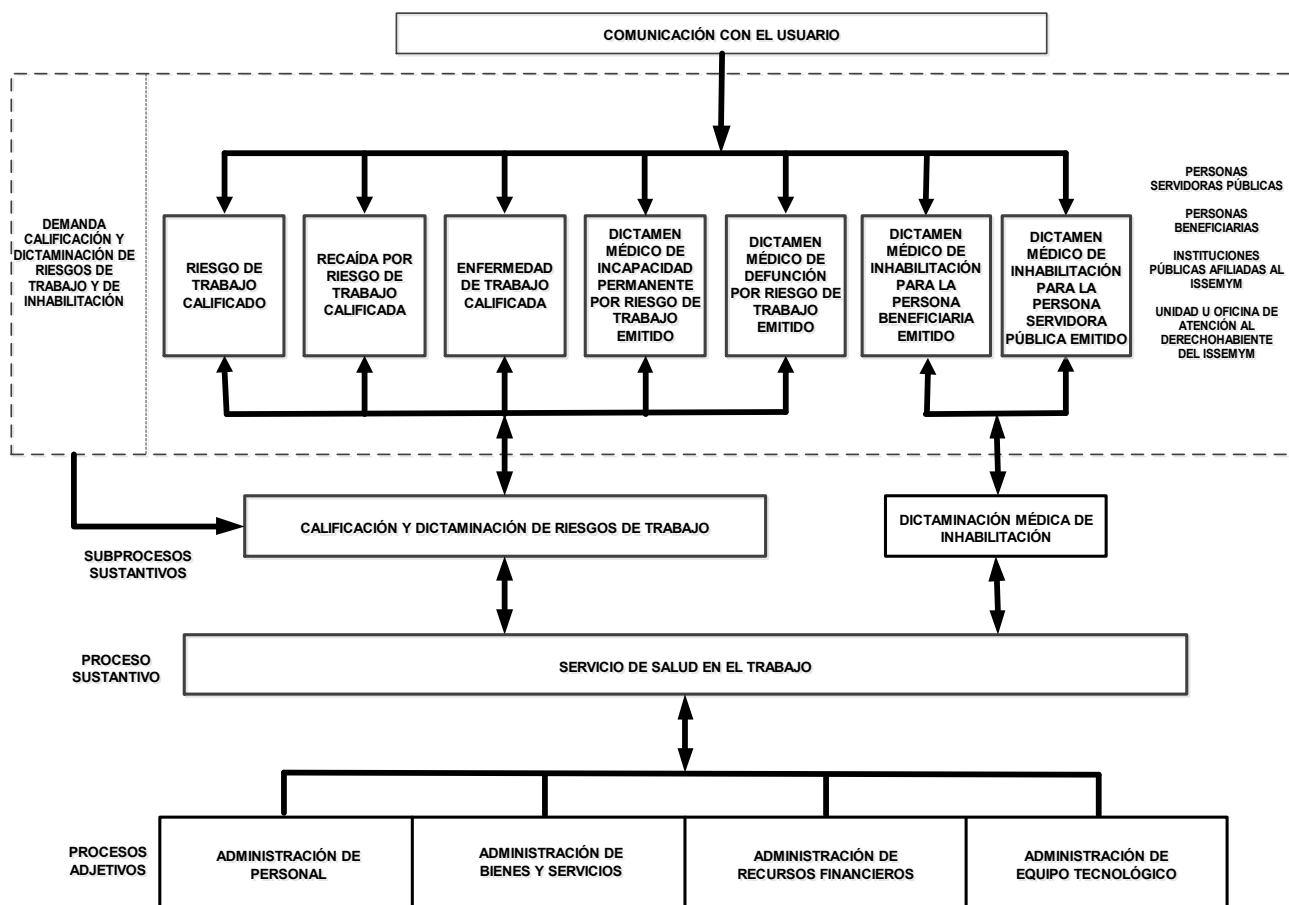 COMUNICACIÓN CON EL USUARIO
DEMANDA
CALIFICACIÓN Y
DICTAMINACIÓN DE
RIESGOS DE
TRABAJO Y DE
INHABILITACIÓN
RIESGO DE
TRABAJO
CALIFICADO
RECAÍDA POR
RIESGO DE
TRABAJO
CALIFICADA
ENFERMEDAD
DE TRABAJO
CALIFICADA
DICTAMEN
MÉDICO DE
INCAPACIDAD
PERMANENTE
POR RIESGO DE
TRABAJO
EMITIDO
DICTAMEN
MÉDICO DE
DEFUNCIÓN
POR RIESGO DE
TRABAJO
EMITIDO
DICTAMEN
MÉDICO DE
INHABILITACIÓN
PARA LA
PERSONA
BENEFICIARIA
EMITIDO
DICTAMEN
MÉDICO DE
INHABILITACIÓN
PARA LA
PERSONA
SERVIDORA
PÚBLICA EMITIDO
PERSONAS
SERVIDORAS PÚBLICAS
PERSONAS
BENEFICIARIAS
INSTITUCIONES
PÚBLICAS AFILIADAS AL
ISSEMYM
UNIDAD U OFICINA DE
ATENCIÓN AL
DERECHOHABIENTE
DEL ISSEMYM
SUBPROCESOS
SUSTANTIVOS
CALIFICACIÓN Y DICTAMINACIÓN DE RIESGOS DE TRABAJO
DICTAMINACIÓN MÉDICA DE
INHABILITACIÓN
PROCESO
SUSTANTIVO
SERVICIO DE SALUD EN EL TRABAJO
PROCESOS
ADJETIVOS
ADMINISTRACIÓN DE
PERSONAL
ADMINISTRACIÓN DE
BIENES Y SERVICIOS
ADMINISTRACIÓN DE
RECURSOS FINANCIEROS
ADMINISTRACIÓN DE
EQUIPO TECNOLÓGICO